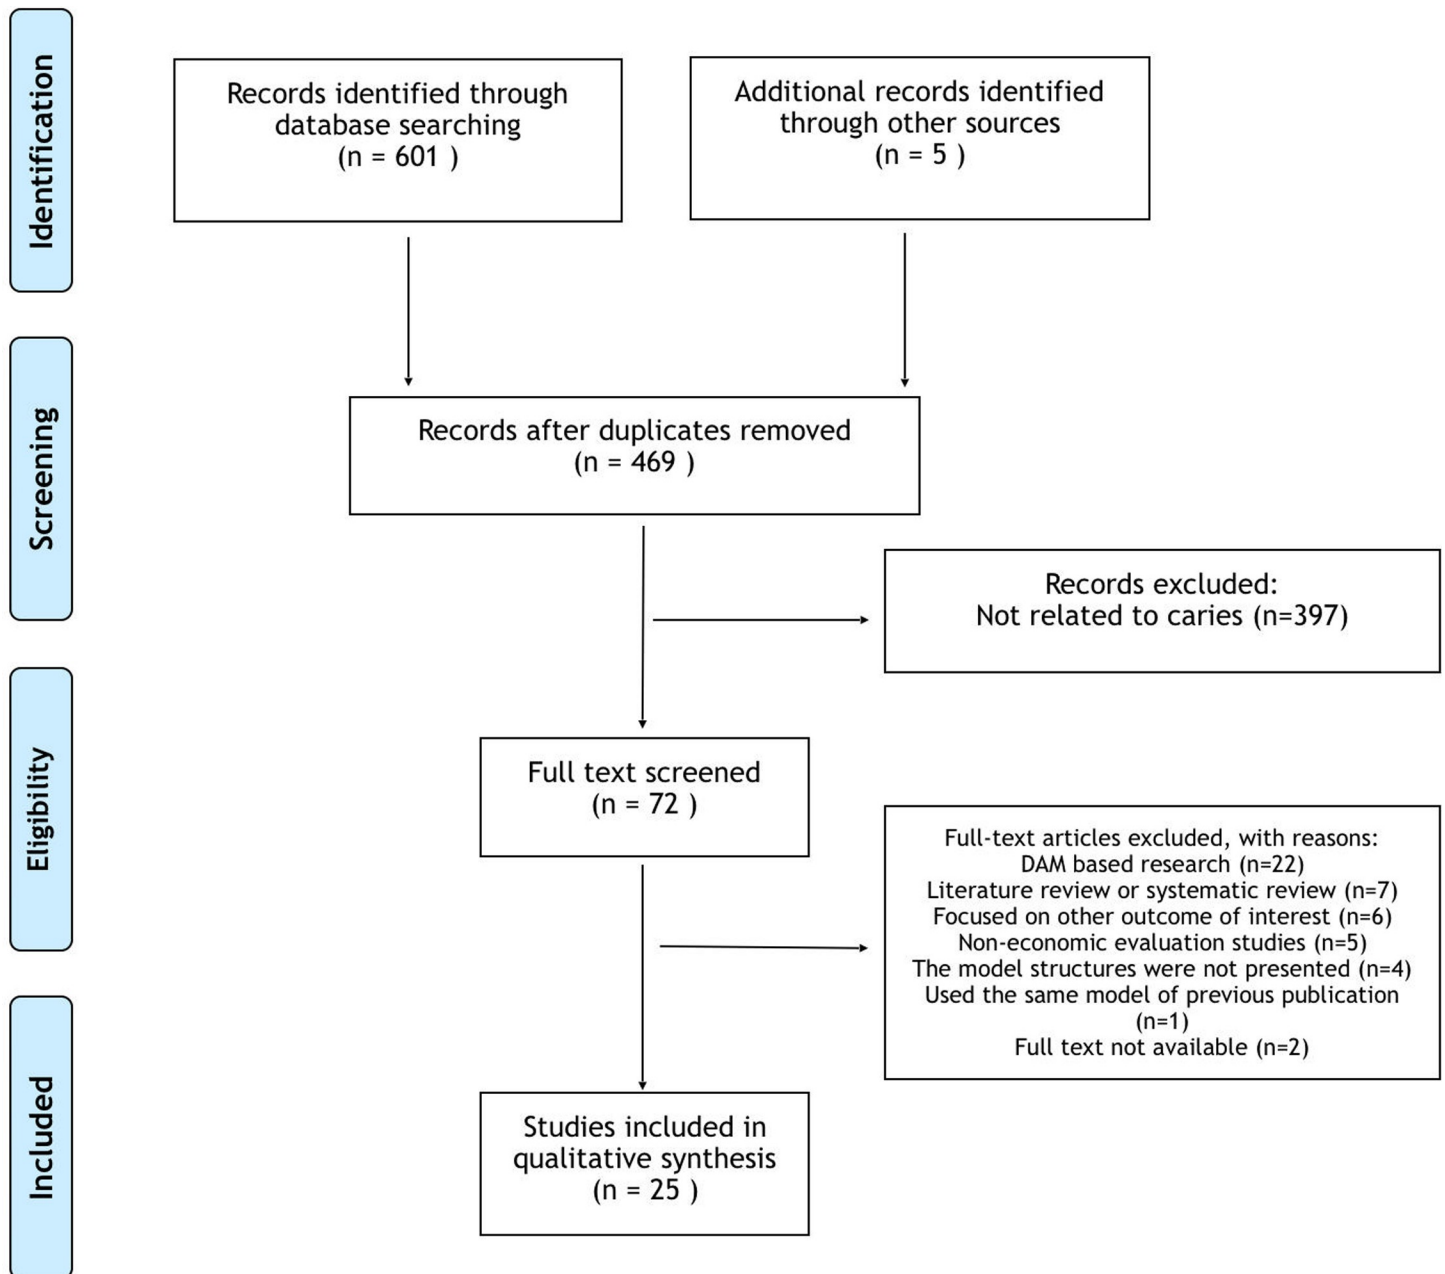 Identification
Records identified through
database searching
(n = 601 )
Additional records identified
through other sources
(n = 5 )
Screening
Records after duplicates removed
(n = 469 )
Records excluded:
Not related to caries (n=397)
Eligibility
Full text screened
(n = 72 )
Full-text articles excluded, with reasons:
DAM based research (n=22)
Literature review or systematic review (n=7)
Focused on other outcome of interest (n=6)
Non-economic evaluation studies (n=5)
The model structures were not presented (n=4)
Used the same model of previous publication
(n=1)
Full text not available (n=2)
Included
Studies included in
qualitative synthesis
(n = 25 )